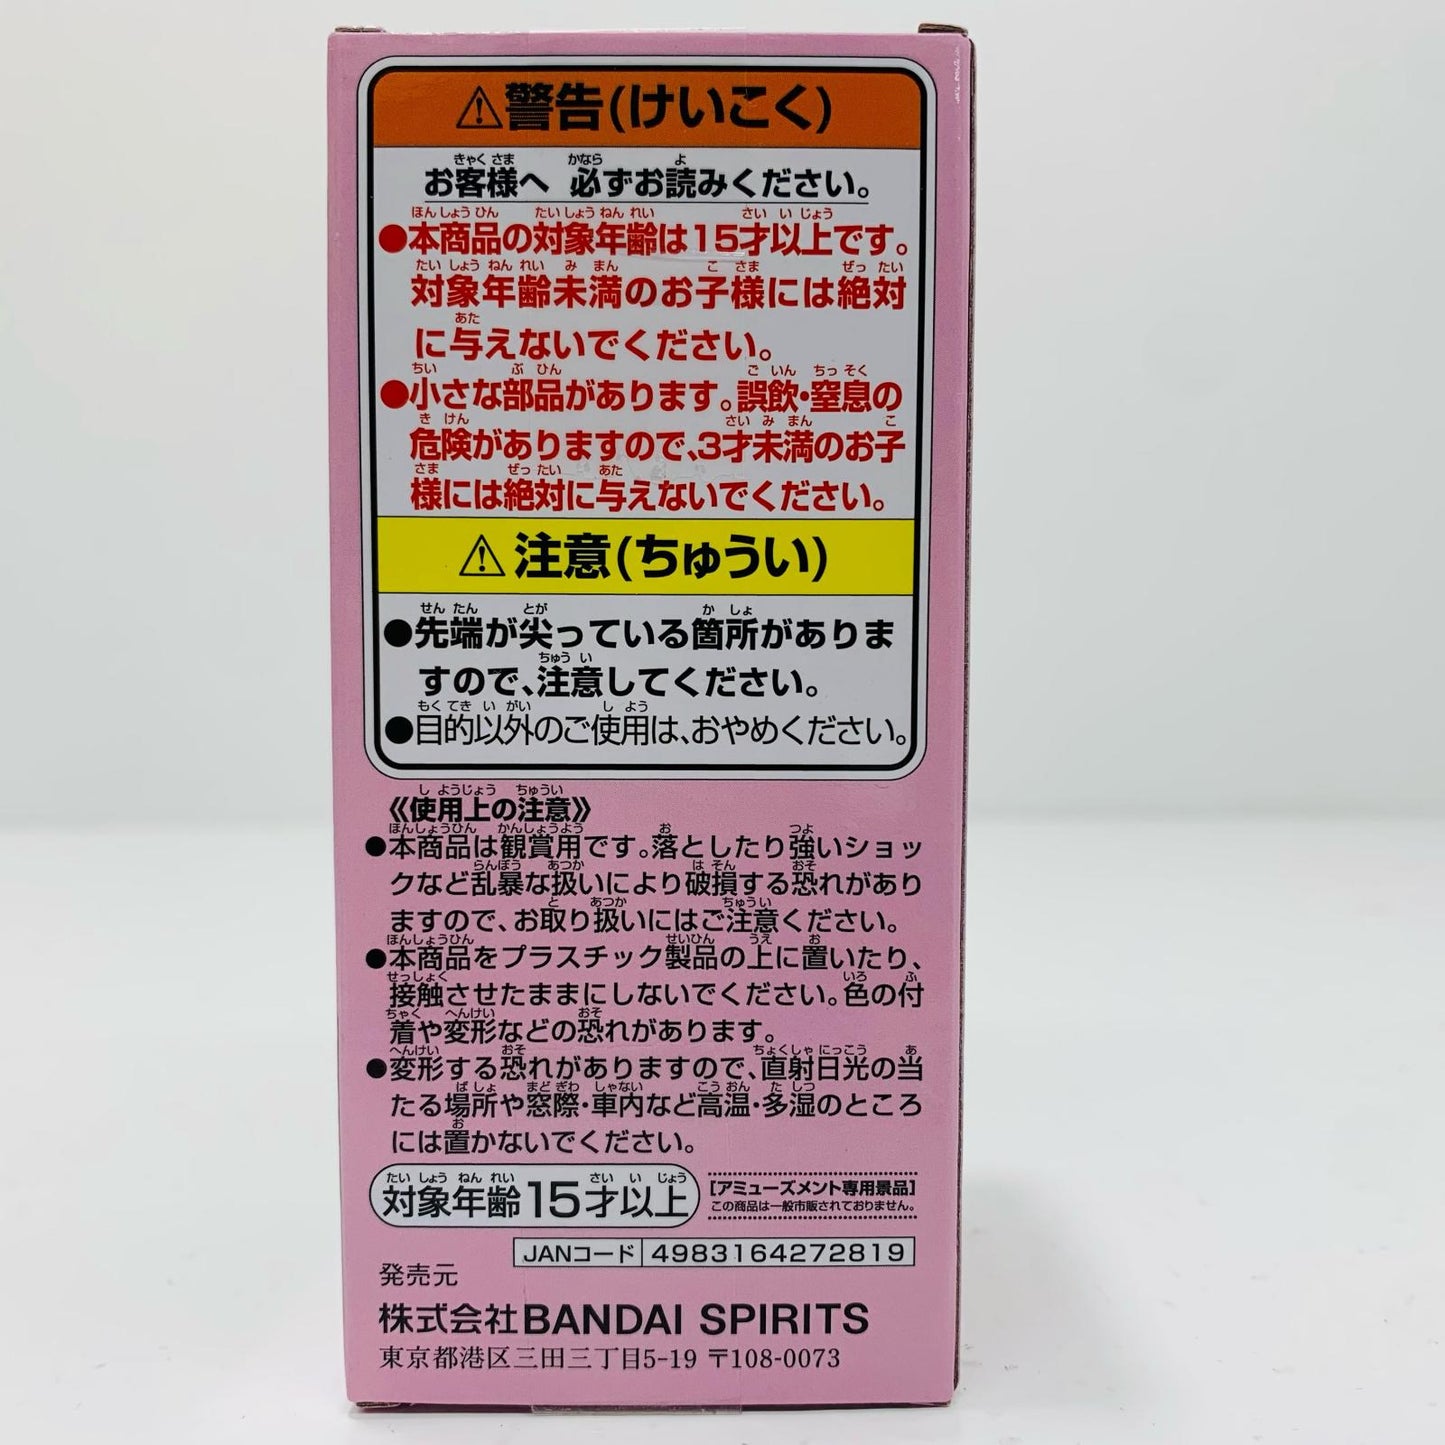 ⚠警告(けいこく)
お客様へ 必ずお読みください。
●本商品の対象年齢は15才以上です。
対象年齢未満のお子様には絶対
に与えないでください。
●小さな部品があります。誤飲・窒息の
危険がありますので、3才未満のお子
様には絶対に与えないでください。
⚠注意(ちゅうい)
●先端が尖っている箇所がありま
すので、注意してください。
●目的以外のご使用は、おやめください。
《使用上の注意》
●本商品は観賞用です。落としたり強いショッ
クなど乱暴な扱いにより破損する恐れがあり
ますので、お取り扱いにはご注意ください。
●本商品をプラスチック製品の上に置いたり、
接触させたままにしないでください。色の付
着や変形などの恐れがあります。
●変形する恐れがありますので、直射日光の当
たる場所や窓際・車内など高温・多湿のところ
には置かないでください。
対象年齢15才以上
[アミューズメント専用景品]
この商品は一般市販されておりません。
JANコード 4983164272819
発売元
株式会社BANDAI SPIRITS
東京都港区三田三丁目5-19 〒108-0073